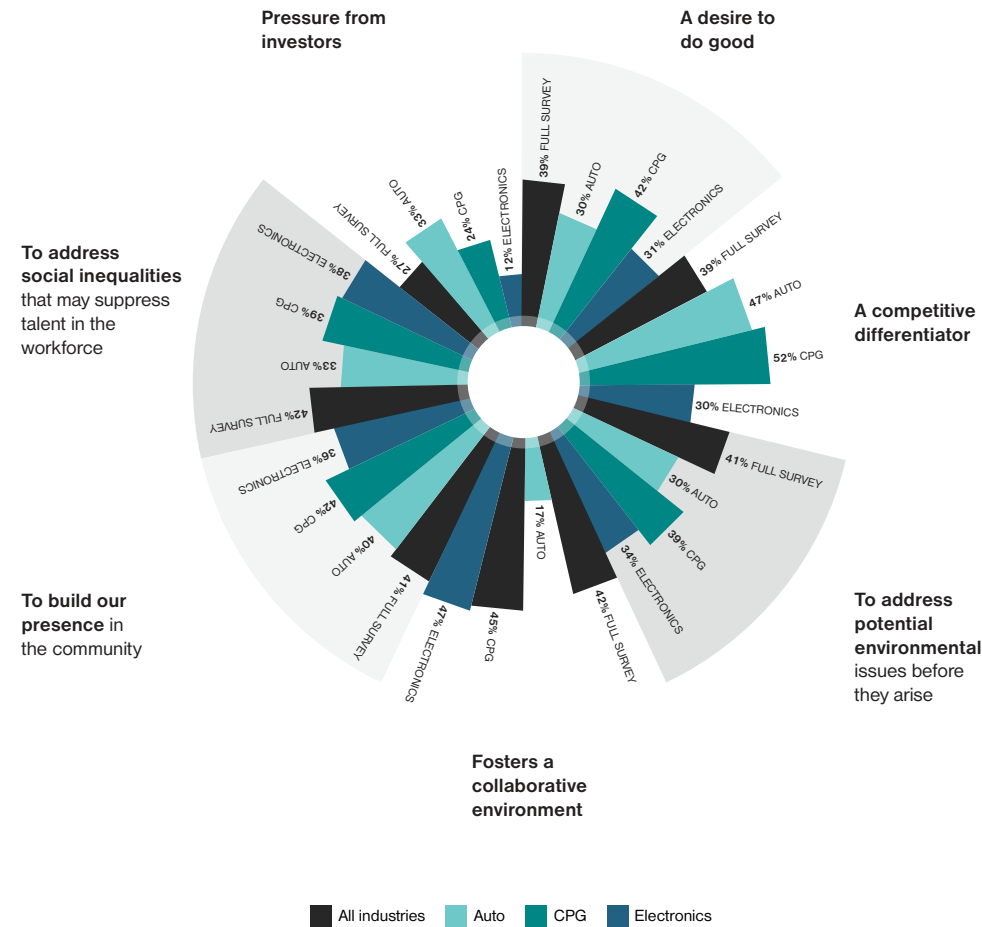 Pressure from
investors
A desire to
do good
39% FULL SURVEY
30% AUTO
42% CPG
31% ELECTRONICS
A competitive
differentiator
39% FULL SURVEY
47% AUTO
52% CPG
30% ELECTRONICS
To address
potential
environmental
issues before
they arise
41% FULL SURVEY
30% AUTO
39% CPG
34% ELECTRONICS
Fosters a
collaborative
environment
42% FULL SURVEY
17% AUTO
45% CPG
47% ELECTRONICS
To build our
presence in
the community
41% FULL SURVEY
40% AUTO
42% CPG
36% ELECTRONICS
To address
social inequalities
that may suppress
talent in the
workforce
42% FULL SURVEY
33% AUTO
39% CPG
38% ELECTRONICS
27% FULL SURVEY
33% AUTO
24% CPG
12% ELECTRONICS
All industries
Auto
CPG
Electronics